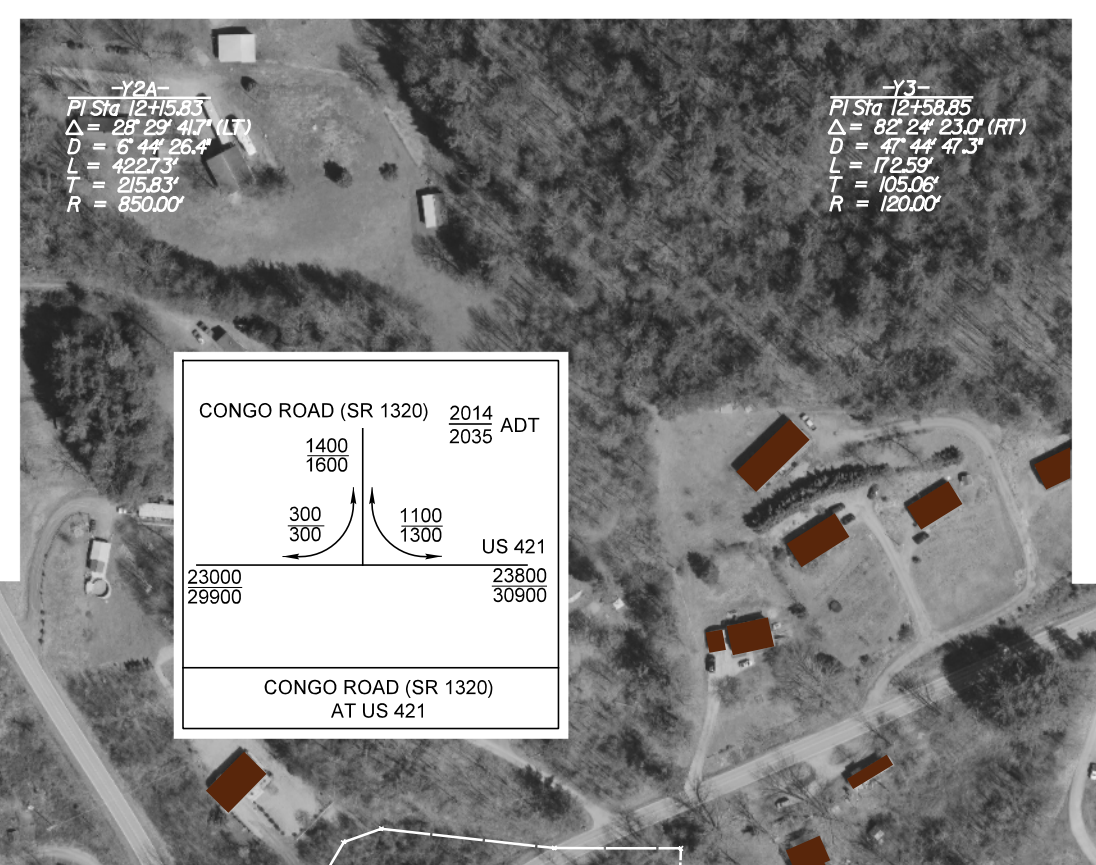 -Y2A-
PI Sta 12+15.83
Δ = 28° 29' 41.7" (LT)
D = 6° 44' 26.4"
L = 422.73'
T = 215.83'
R = 850.00'
-Y3-
PI Sta 12+58.85
Δ = 82° 24' 23.0" (RT)
D = 47° 44' 47.3"
L = 172.59'
T = 105.06'
R = 120.00'
CONGO ROAD (SR 1320)
2014
2035 ADT
1400
1600
300
300
1100
1300
US 421
23000
29900
23800
30900
CONGO ROAD (SR 1320)
AT US 421